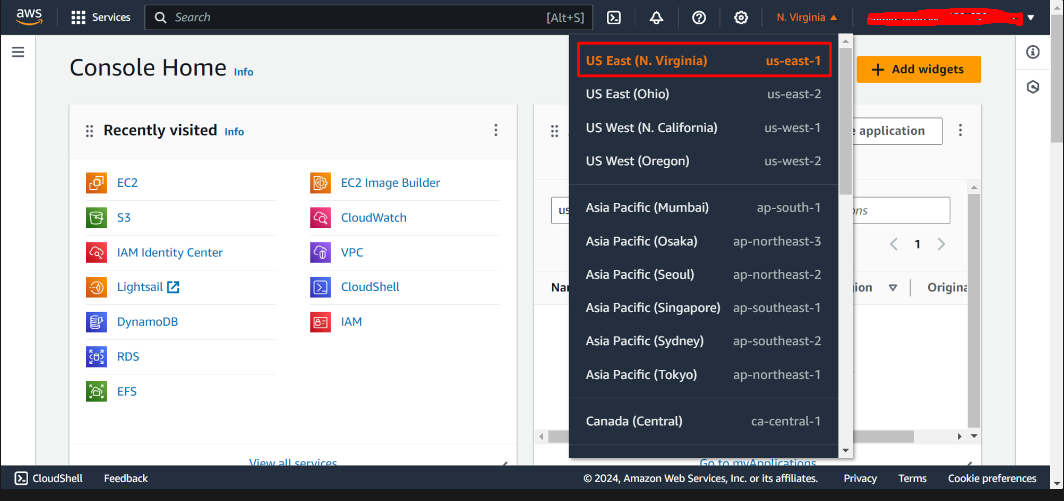 aws
Services
Search [Alt+S]
N. Virginia
Console Home Info
Add widgets
Recently visited Info
application
EC2
S3
IAM Identity Center
Lightsail
DynamoDB
RDS
EFS
EC2 Image Builder
CloudWatch
VPC
CloudShell
IAM
View all services
US East (N. Virginia) us-east-1
US East (Ohio) us-east-2
US West (N. California) us-west-1
US West (Oregon) us-west-2
Asia Pacific (Mumbai) ap-south-1
Asia Pacific (Osaka) ap-northeast-3
Asia Pacific (Seoul) ap-northeast-2
Asia Pacific (Singapore) ap-southeast-1
Asia Pacific (Sydney) ap-southeast-2
Asia Pacific (Tokyo) ap-northeast-1
Canada (Central) ca-central-1
1
Go to myApplications
CloudShell Feedback
© 2024, Amazon Web Services, Inc. or its affiliates. Privacy Terms Cookie preferences